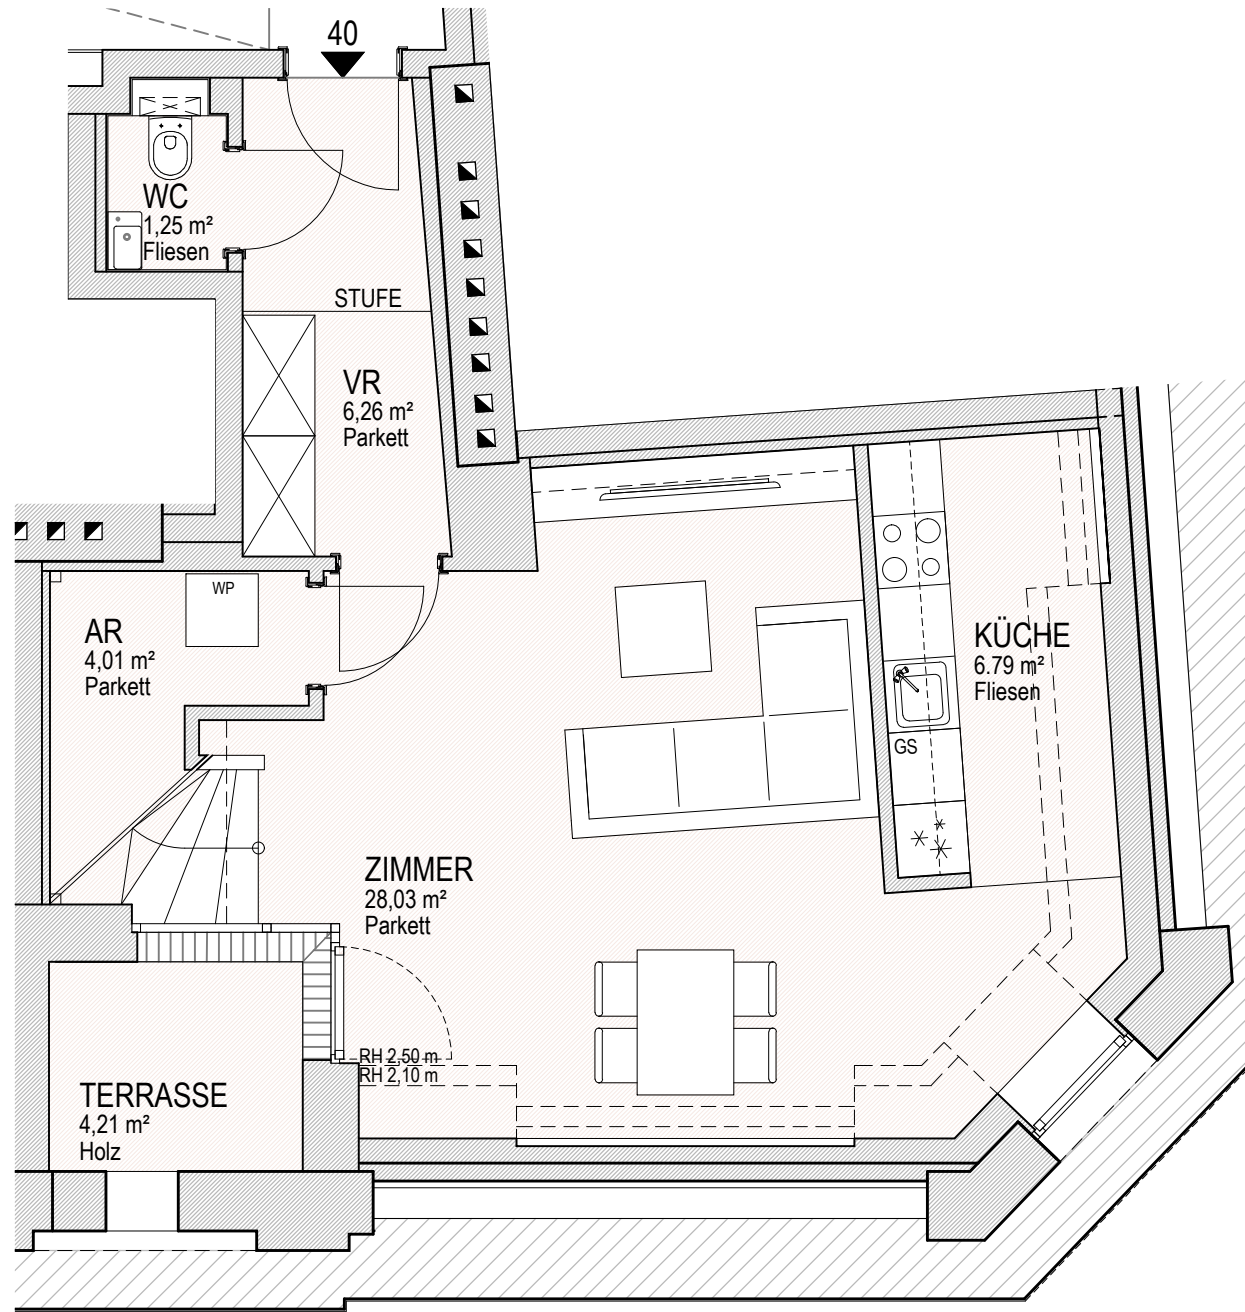 40
WC
1,25 m²
Fliesen
STUFE
VR
6,26 m²
Parkett
WP
AR
4,01 m²
Parkett
KÜCHE
6.79 m²
Fliesen
GS
ZIMMER
28,03 m²
Parkett
RH 2,50 m
RH 2,10 m
TERRASSE
4,21 m²
Holz